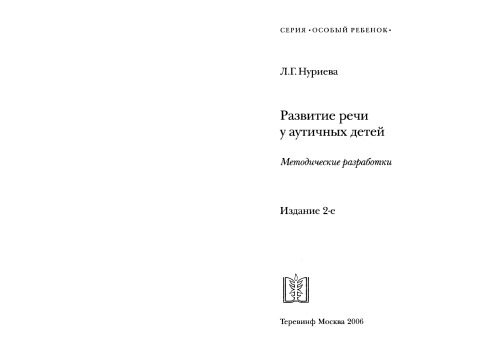 СЕРИЯ «ОСОБЫЙ РЕБЕНОК»
Л.Г. Нуриева
Развитие речи
у аутичных детей
Методические разработки
Издание 2-е
Теревинф Москва 2006